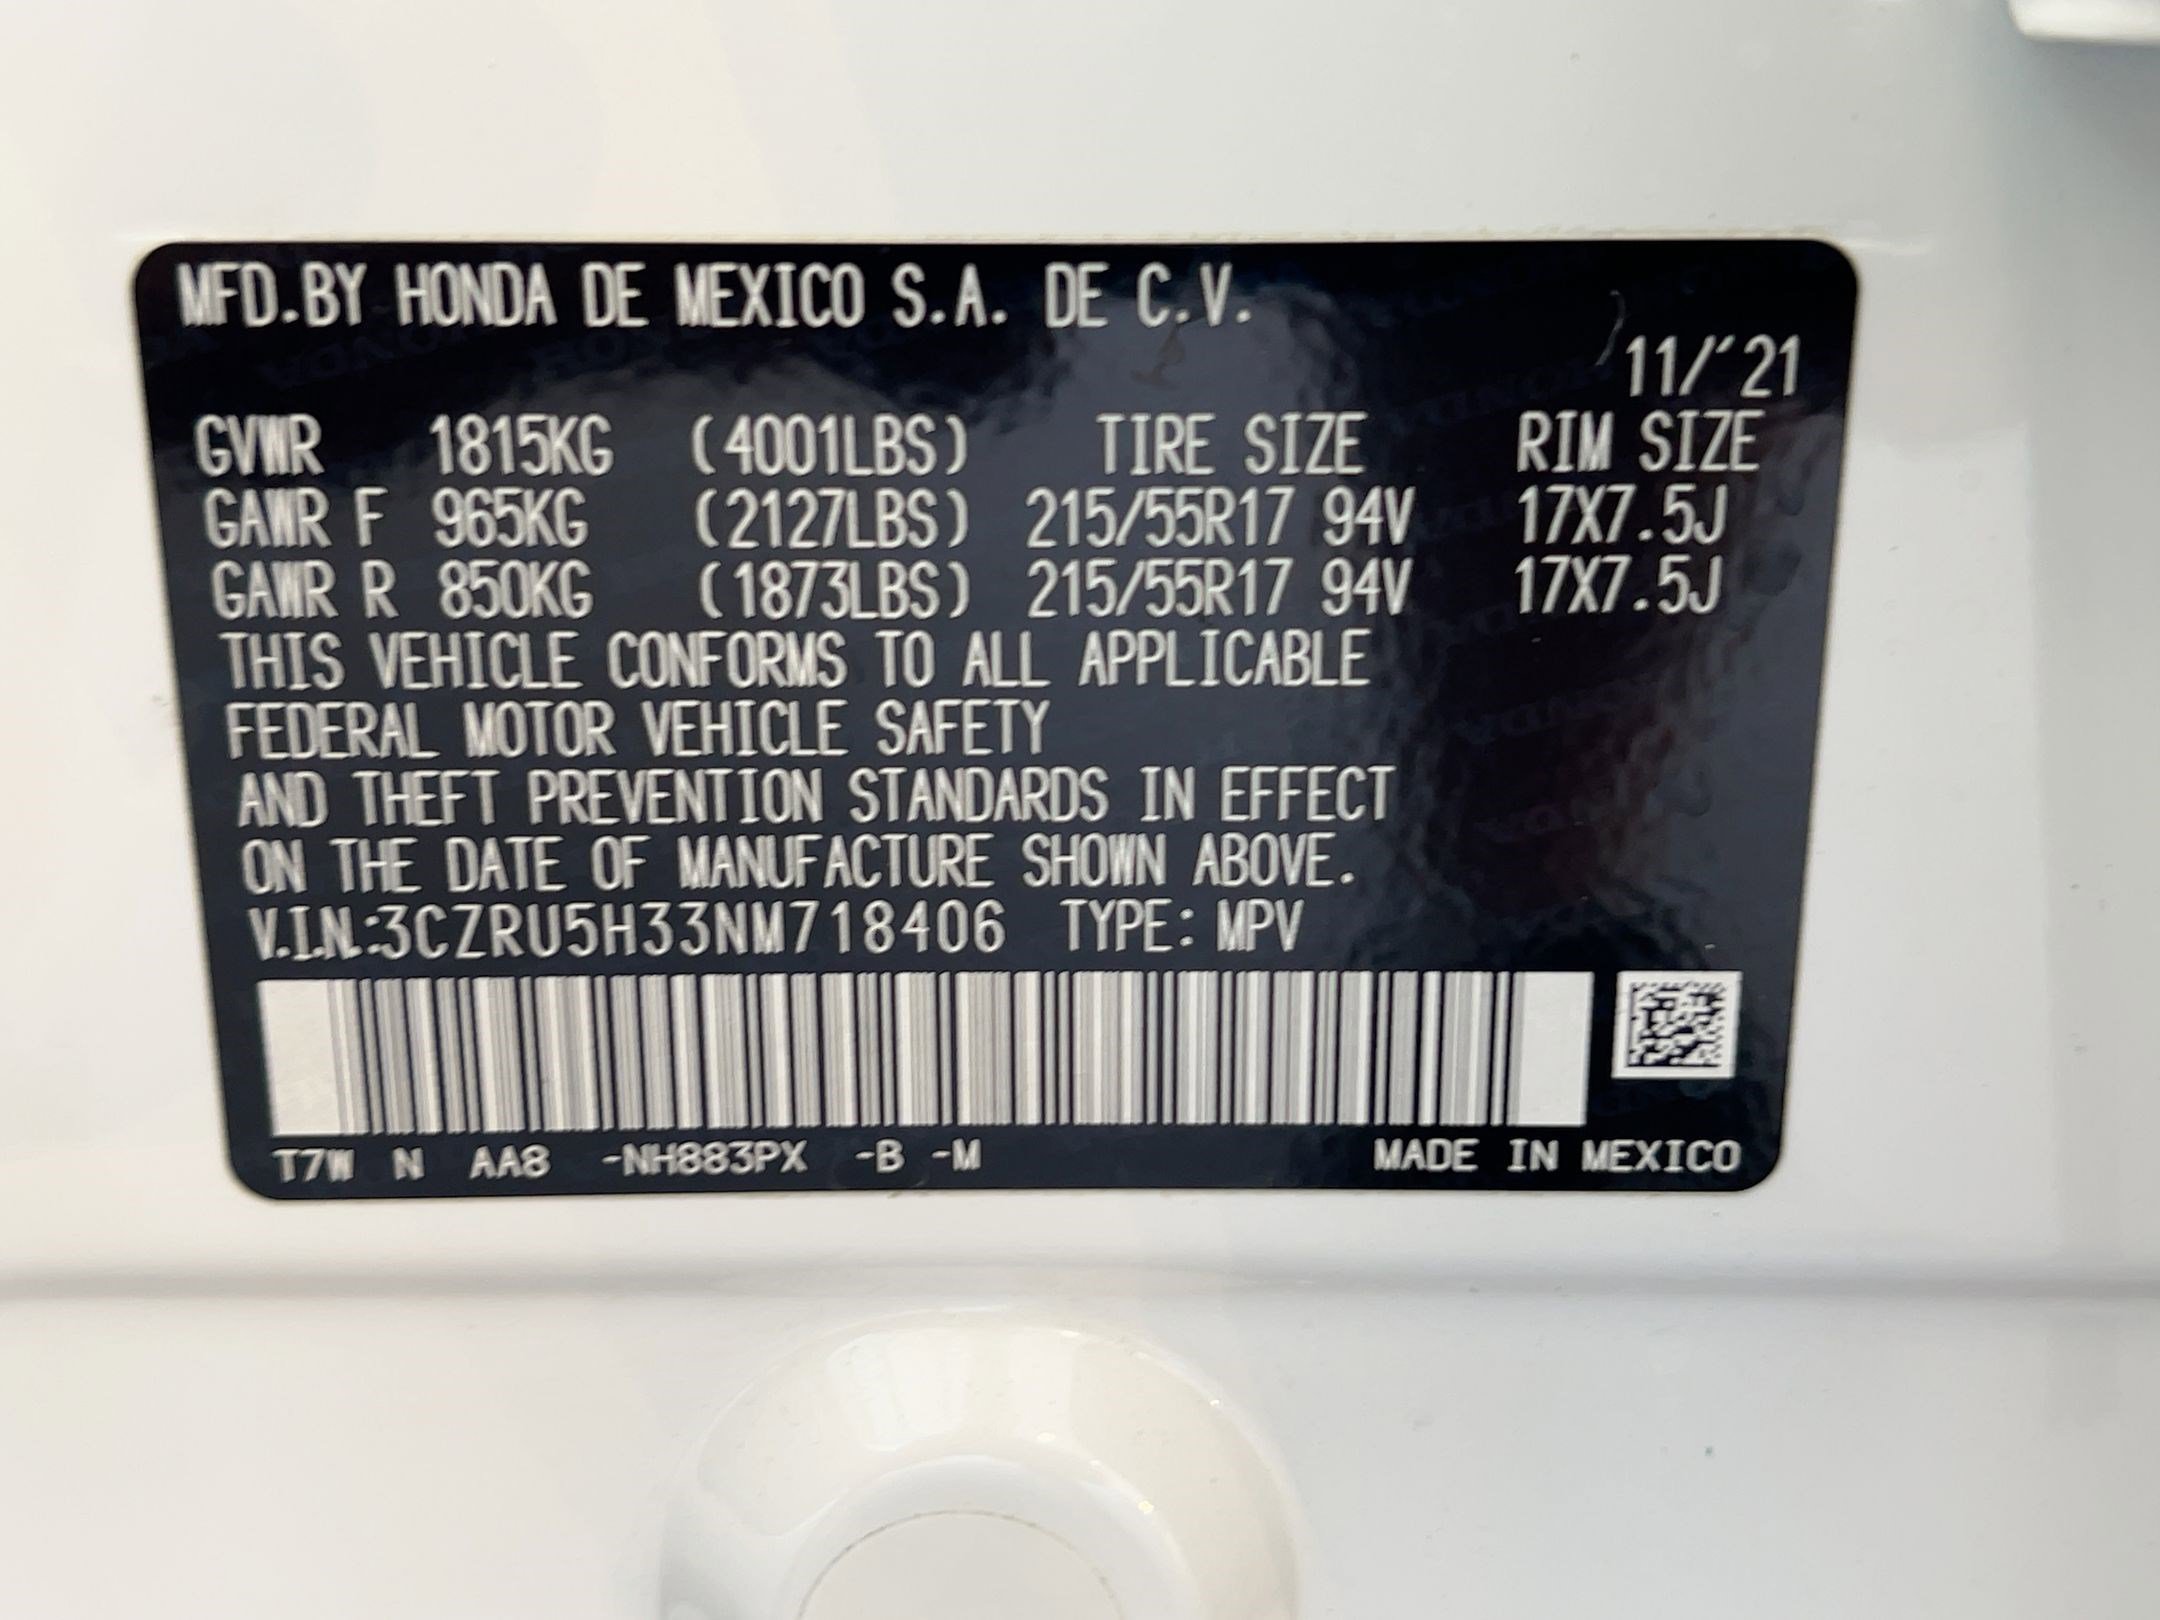 MFD.BY HONDA DE MEXICO S.A. DE C.V.
11/'21
GVWR 1815KG (4001LBS) TIRE SIZE RIM SIZE
GAWR F 965KG (2127LBS) 215/55R17 94V 17X7.5J
GAWR R 850KG (1873LBS) 215/55R17 94V 17X7.5J
THIS VEHICLE CONFORMS TO ALL APPLICABLE
FEDERAL MOTOR VEHICLE SAFETY
AND THEFT PREVENTION STANDARDS IN EFFECT
ON THE DATE OF MANUFACTURE SHOWN ABOVE.
V.I.N.:3CZRU5H33NM718406 TYPE: MPV
T7W N AA8 -NH883PX -B -M MADE IN MEXICO